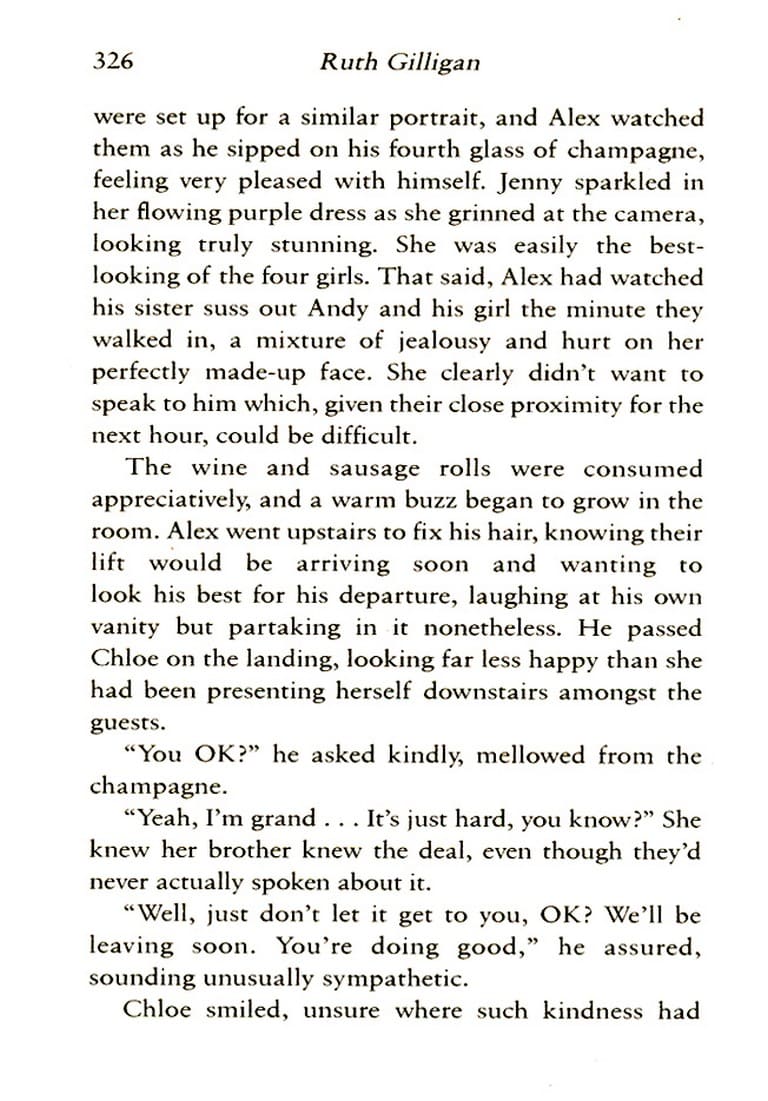 326 Ruth Gilligan
were set up for a similar portrait, and Alex watched
them as he sipped on his fourth glass of champagne,
feeling very pleased with himself. Jenny sparkled in
her flowing purple dress as she grinned at the camera,
looking truly stunning. She was easily the best-
looking of the four girls. That said, Alex had watched
his sister suss out Andy and his girl the minute they
walked in, a mixture of jealousy and hurt on her
perfectly made-up face. She clearly didn't want to
speak to him which, given their close proximity for the
next hour, could be difficult.
The wine and sausage rolls were consumed
appreciatively, and a warm buzz began to grow in the
room. Alex went upstairs to fix his hair, knowing their
lift would be arriving soon and wanting to
look his best for his departure, laughing at his own
vanity but partaking in it nonetheless. He passed
Chloe on the landing, looking far less happy than she
had been presenting herself downstairs amongst the
guests.
“You OK?” he asked kindly, mellowed from the
champagne.
“Yeah, I'm grand . . . It's just hard, you know?” She
knew her brother knew the deal, even though they'd
never actually spoken about it.
“Well, just don't let it get to you, OK? We'll be
leaving soon. You're doing good,” he assured,
sounding unusually sympathetic.
Chloe smiled, unsure where such kindness had